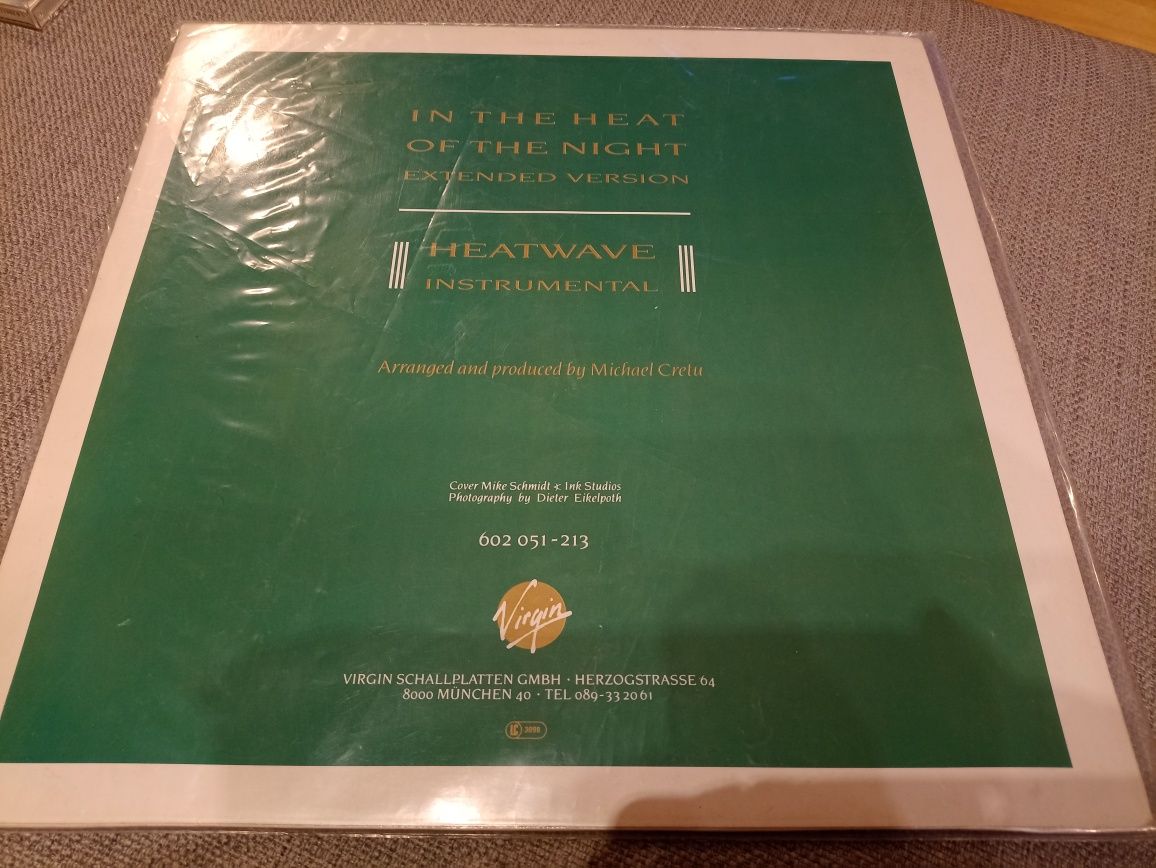 IN THE HEAT
OF THE NIGHT
EXTENDED VERSION
HEATWAVE
INSTRUMENTAL
Arranged and produced by Michael Cretu
Cover Mike Schmidt & Ink Studios
Photography by Dieter Eikelpoth
602 051-213
Virgin
VIRGIN SCHALLPLATTEN GMBH · HERZOGSTRASSE 64
8000 MÜNCHEN 40 · TEL 089-33 20 61
LC 3098